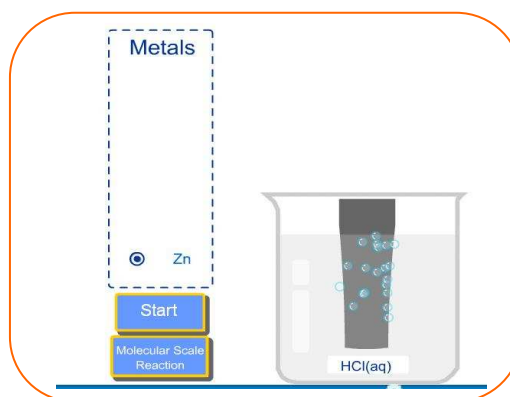 Metals
Zn
Start
Molecular Scale
Reaction
HCl(aq)